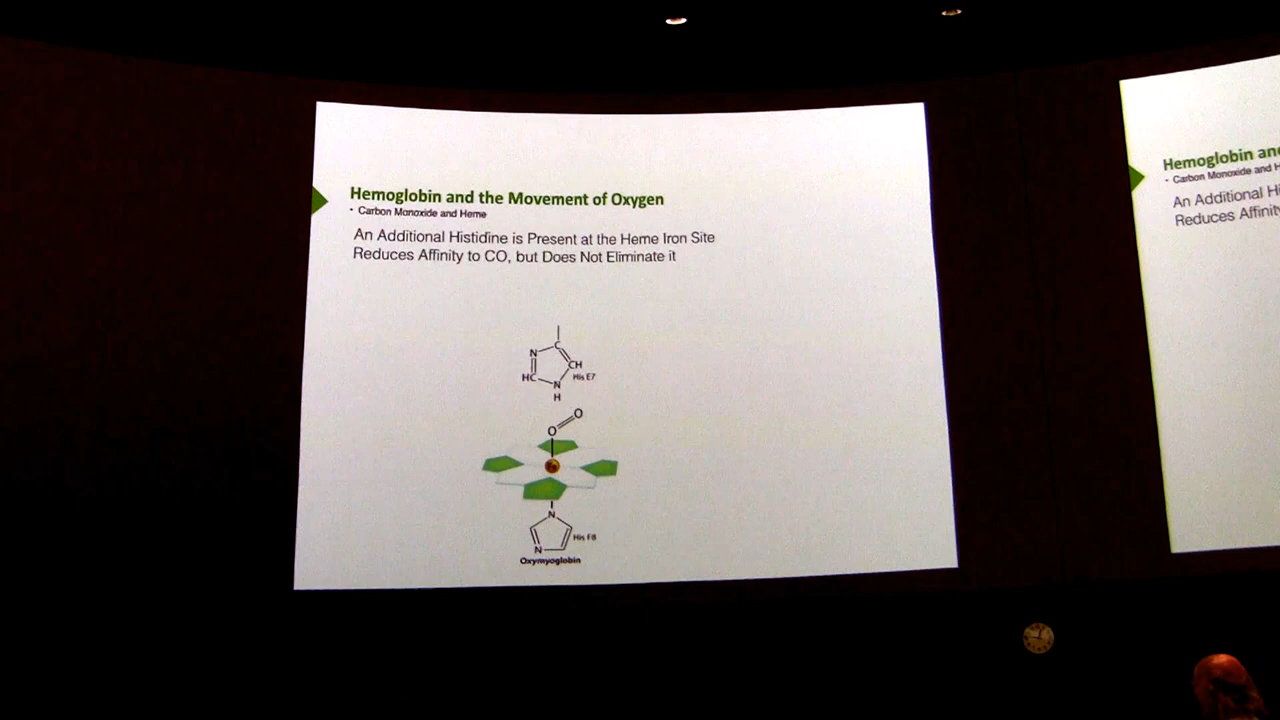 Hemoglobin and the Movement of Oxygen
• Carbon Monoxide and Heme
An Additional Histidine is Present at the Heme Iron Site
Reduces Affinity to CO, but Does Not Eliminate it
C
N
CH
HC
N
His E7
H
O
O
Fe
N
His F8
N
Oxymyoglobin
Hemoglobin and
• Carbon Monoxide and H
An Additional Hi
Reduces Affinity